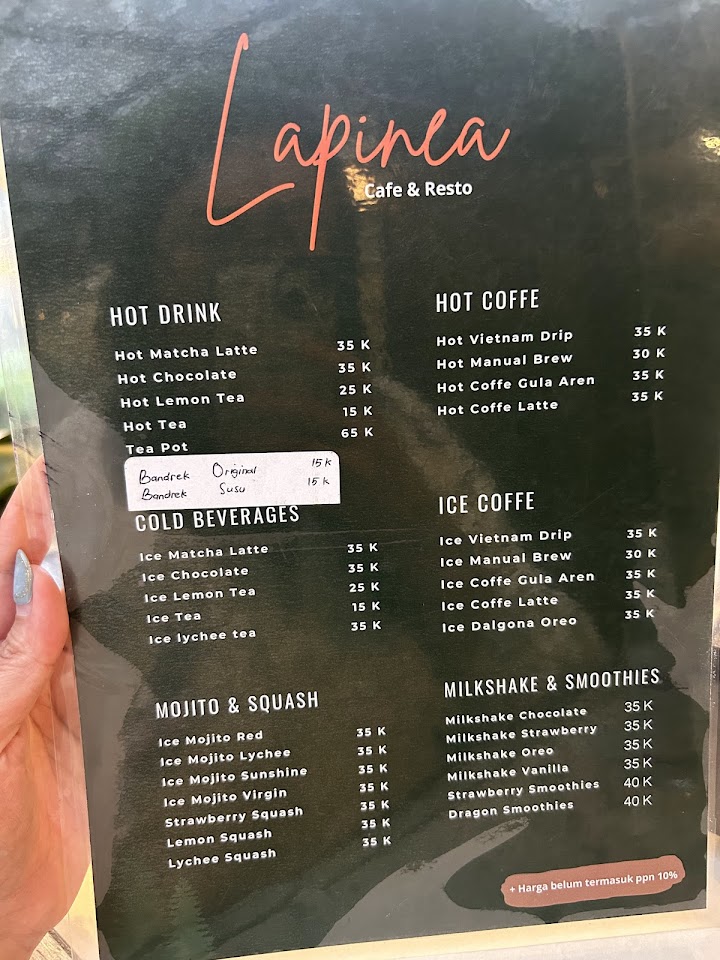 Lapinea
Cafe & Resto
HOT DRINK
Hot Matcha Latte 35 K
Hot Chocolate 35 K
Hot Lemon Tea 25 K
Hot Tea 15 K
Tea Pot 65 K
Bandrek Original 15 K
Bandrek Susu 15 K
COLD BEVERAGES
Ice Matcha Latte 35 K
Ice Chocolate 35 K
Ice Lemon Tea 25 K
Ice Tea 15 K
Ice lychee tea 35 K
MOJITO & SQUASH
Ice Mojito Red 35 K
Ice Mojito Lychee 35 K
Ice Mojito Sunshine 35 K
Ice Mojito Virgin 35 K
Strawberry Squash 35 K
Lemon Squash 35 K
Lychee Squash 35 K
HOT COFFE
Hot Vietnam Drip 35 K
Hot Manual Brew 30 K
Hot Coffe Gula Aren 35 K
Hot Coffe Latte 35 K
ICE COFFE
Ice Vietnam Drip 35 K
Ice Manual Brew 30 K
Ice Coffe Gula Aren 35 K
Ice Coffe Latte 35 K
Ice Dalgona Oreo 35 K
MILKSHAKE & SMOOTHIES
Milkshake Chocolate 35 K
Milkshake Strawberry 35 K
Milkshake Oreo 35 K
Milkshake Vanilla 35 K
Strawberry Smoothies 40 K
Dragon Smoothies 40 K
+ Harga belum termasuk ppn 10%